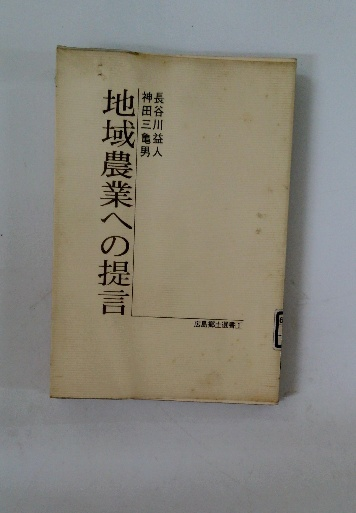 長谷川益人
神田三亀男
地域農業への提言
広島郷土選書1